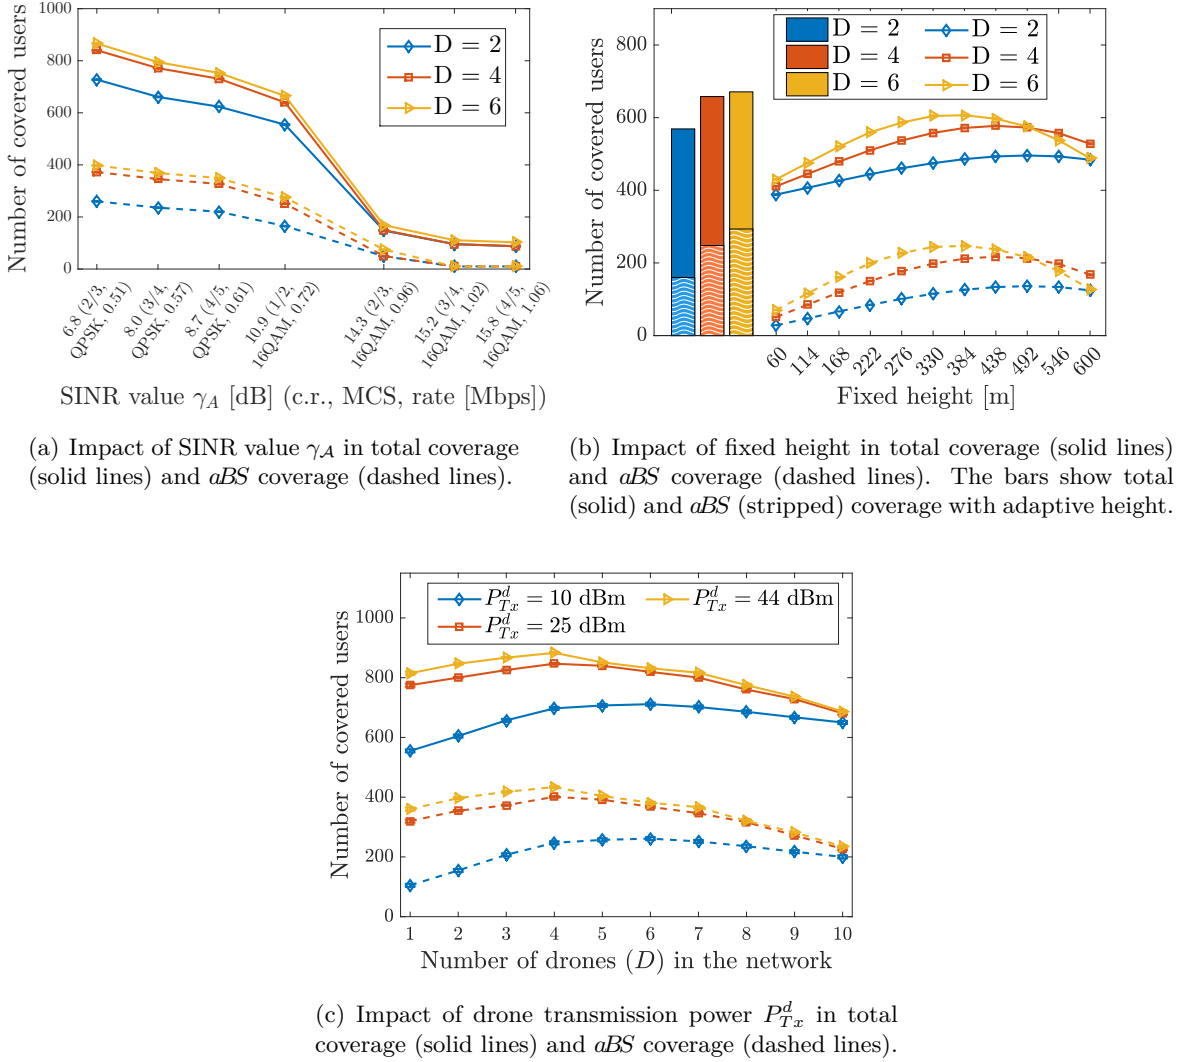 1000
800
600
400
200
0
Number of covered users
D = 2
D = 4
D = 6
6.8 (2/3,
QPSK, 0.51)
8.0 (3/4,
QPSK, 0.57)
8.7 (4/5,
QPSK, 0.61)
10.9 (1/2,
16QAM, 0.72)
14.3 (2/3,
16QAM, 0.96)
15.2 (3/4,
16QAM, 1.02)
15.8 (4/5,
16QAM, 1.06)
SINR value γ_A [dB] (c.r., MCS, rate [Mbps])
(a) Impact of SINR value γ_𝒜 in total coverage
(solid lines) and aBS coverage (dashed lines).
800
600
400
200
0
Number of covered users
D = 2 D = 2
D = 4 D = 4
D = 6 D = 6
60 114 168 222 276 330 384 438 492 546 600
Fixed height [m]
(b) Impact of fixed height in total coverage (solid lines)
and aBS coverage (dashed lines). The bars show total
(solid) and aBS (stripped) coverage with adaptive height.
1000
800
600
400
200
0
Number of covered users
P^d_{Tx} = 10 dBm P^d_{Tx} = 44 dBm
P^d_{Tx} = 25 dBm
1 2 3 4 5 6 7 8 9 10
Number of drones (D) in the network
(c) Impact of drone transmission power P^d_{Tx} in total
coverage (solid lines) and aBS coverage (dashed lines).